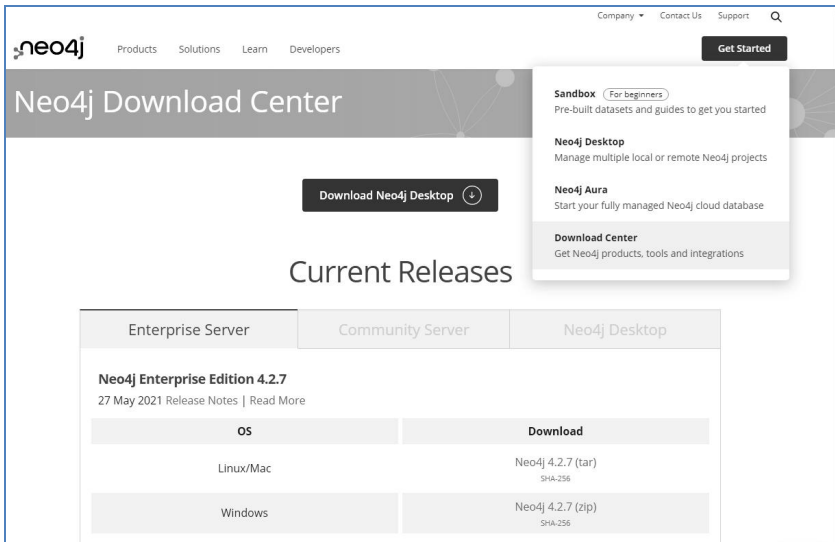 Company Contact Us Support
neo4j Products Solutions Learn Developers Get Started
Neo4j Download Center
Sandbox For beginners
Pre-built datasets and guides to get you started
Neo4j Desktop
Manage multiple local or remote Neo4j projects
Neo4j Aura
Start your fully managed Neo4j cloud database
Download Center
Get Neo4j products, tools and integrations
Download Neo4j Desktop
Current Releases
Enterprise Server Community Server Neo4j Desktop
Neo4j Enterprise Edition 4.2.7
27 May 2021 Release Notes | Read More
OS Download
Linux/Mac Neo4j 4.2.7 (tar)
SHA-256
Windows Neo4j 4.2.7 (zip)
SHA-256